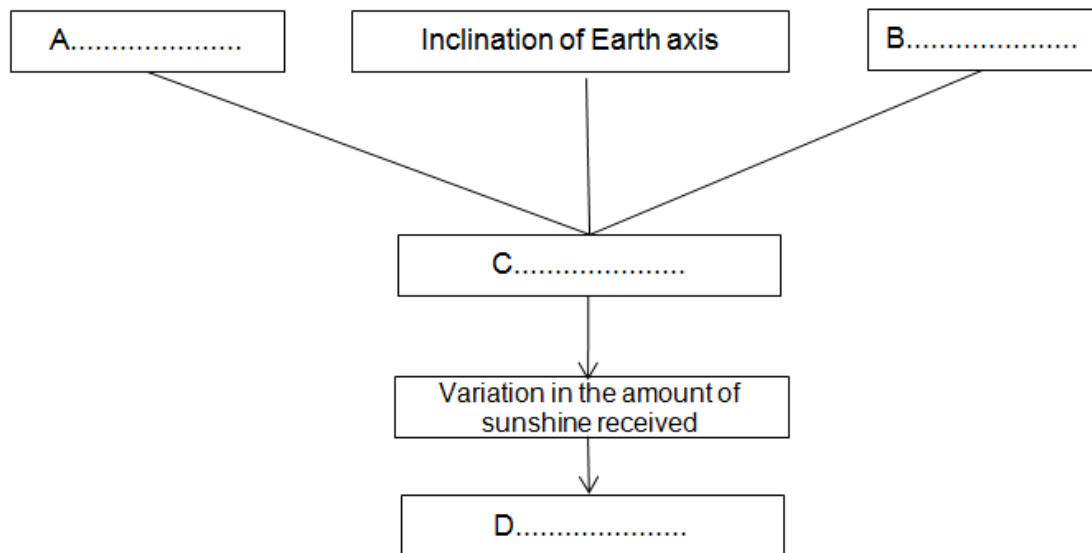 A.....................
Inclination of Earth axis
B.....................
C.....................
Variation in the amount of
sunshine received
D.....................